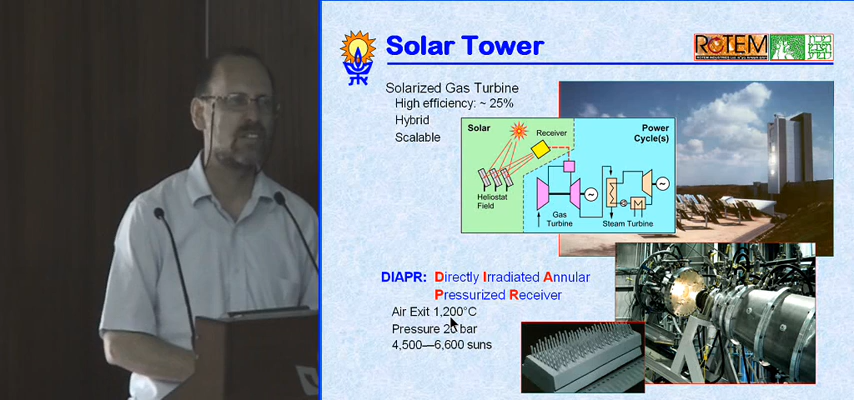 Solar Tower
ROTEM
Solarized Gas Turbine
High efficiency: ~ 25%
Hybrid
Scalable
Solar
Receiver
Power
Cycle(s)
Heliostat
Field
Gas
Turbine
~
Steam Turbine
M
~
DIAPR: Directly Irradiated Annular
Pressurized Receiver
Air Exit 1,200°C
Pressure 20 bar
4,500—6,600 suns